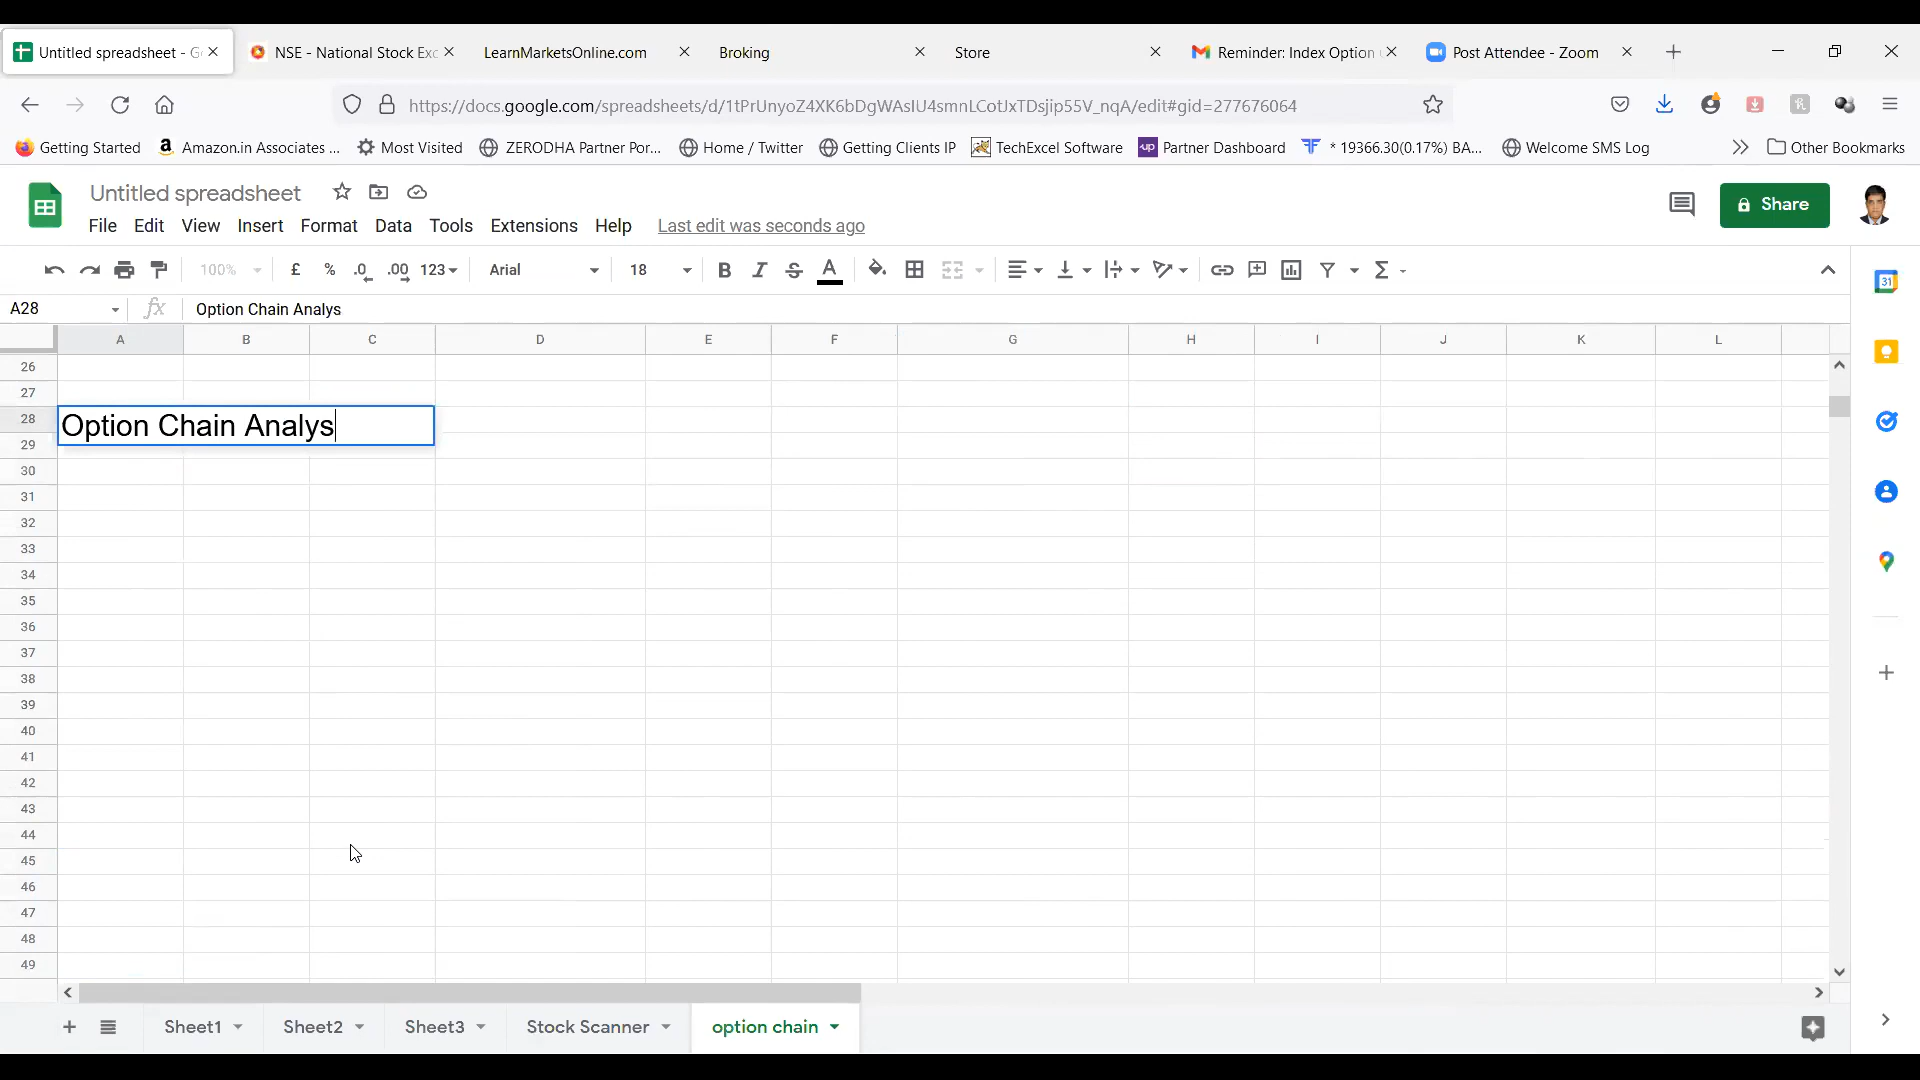 Untitled spreadsheet - G
NSE - National Stock Exc
LearnMarketsOnline.com
Broking
Store
Reminder: Index Option
Post Attendee - Zoom
https://docs.google.com/spreadsheets/d/1tPrUnyoZ4XK6bDgWAsIU4smnLCotJxTDsjip55V_nqA/edit#gid=277676064
Getting Started
Amazon.in Associates ...
Most Visited
ZERODHA Partner Por...
Home / Twitter
Getting Clients IP
TechExcel Software
up Partner Dashboard
* 19366.30(0.17%) BA...
Welcome SMS Log
Other Bookmarks
Untitled spreadsheet
File Edit View Insert Format Data Tools Extensions Help Last edit was seconds ago
Share
100% £ % .0 .00 123 Arial 18 B I S A Σ
31
A28 fx Option Chain Analys
A B C D E F G H I J K L
26
27
28 Option Chain Analys
29
30
31
32
33
34
35
36
37
38
39
40
41
42
43
44
45
46
47
48
49
Sheet1 Sheet2 Sheet3 Stock Scanner option chain